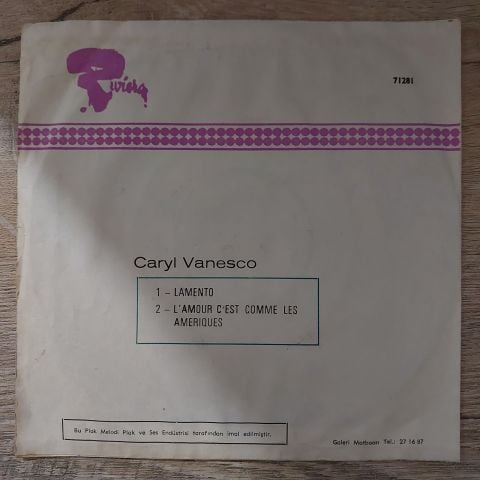 Riviera
71281
Caryl Vanesco
1 - LAMENTO
2 - L'AMOUR C'EST COMME LES
AMERIQUES
Bu Plak Melodi Plak ve Ses Endüstrisi tarafından imal edilmiştir.
Galeri Matbaası Tel.: 27 16 87